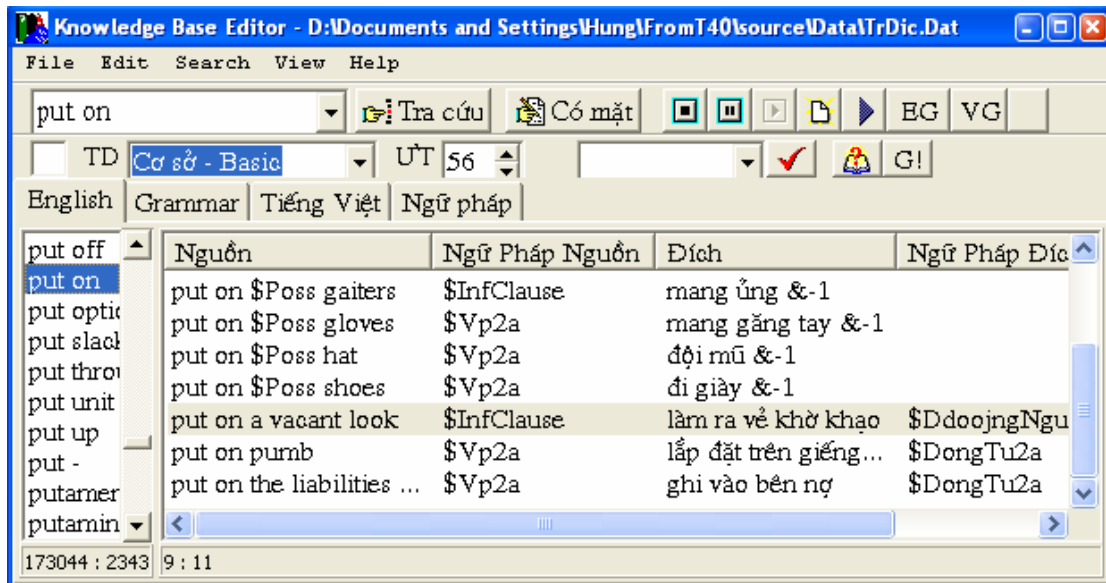 Knowledge Base Editor - D:\Documents and Settings\Hung\FromT40\source\Data\TrDic.Dat
File Edit Search View Help
put on Tra cứu Có mặt EG VG
TD Cơ sở - Basic ƯT 56 G!
English Grammar Tiếng Việt Ngữ pháp
put off Nguồn Ngữ Pháp Nguồn Đích Ngữ Pháp Đíc
put on put on $Poss gaiters $InfClause mang ủng &-1
put optic put on $Poss gloves $Vp2a mang găng tay &-1
put slack put on $Poss hat $Vp2a đội mũ &-1
put throu put on $Poss shoes $Vp2a đi giày &-1
put unit put on a vacant look $InfClause làm ra vẻ khờ khạo $DdoojngNgu
put up put on pumb $Vp2a lắp đặt trên giếng... $DongTu2a
put - put on the liabilities ... $Vp2a ghi vào bên nợ $DongTu2a
putamer
putamin
173044 : 2343 9 : 11